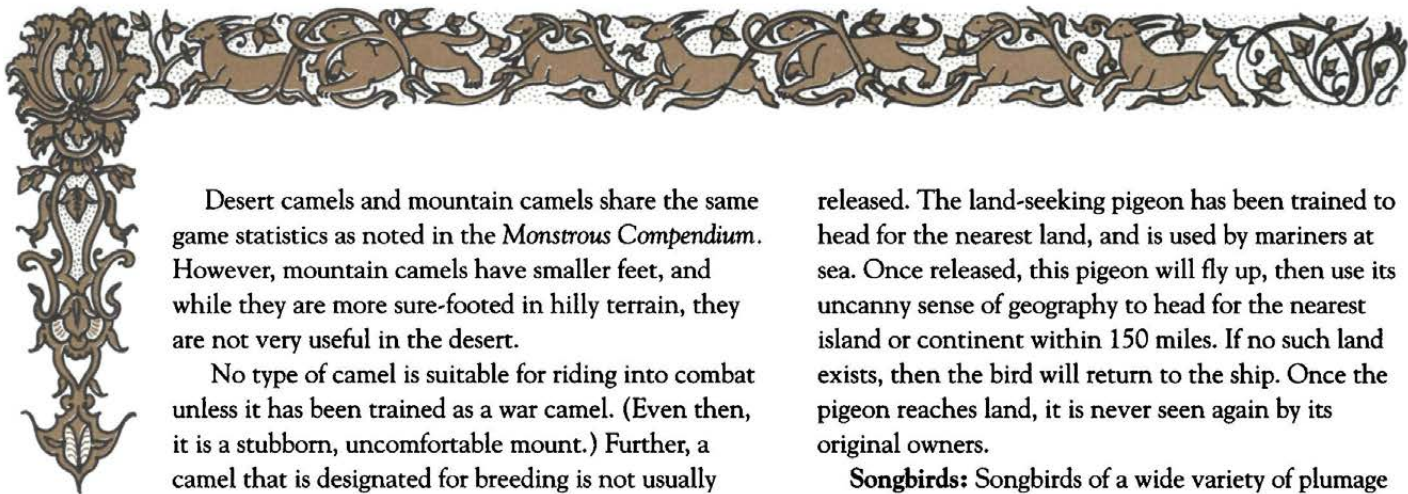 Desert camels and mountain camels share the same
game statistics as noted in the Monstrous Compendium.
However, mountain camels have smaller feet, and
while they are more sure-footed in hilly terrain, they
are not very useful in the desert.
No type of camel is suitable for riding into combat
unless it has been trained as a war camel. (Even then,
it is a stubborn, uncomfortable mount.) Further, a
camel that is designated for breeding is not usually
released. The land-seeking pigeon has been trained to
head for the nearest land, and is used by mariners at
sea. Once released, this pigeon will fly up, then use its
uncanny sense of geography to head for the nearest
island or continent within 150 miles. If no such land
exists, then the bird will return to the ship. Once the
pigeon reaches land, it is never seen again by its
original owners.
Songbirds: Songbirds of a wide variety of plumage